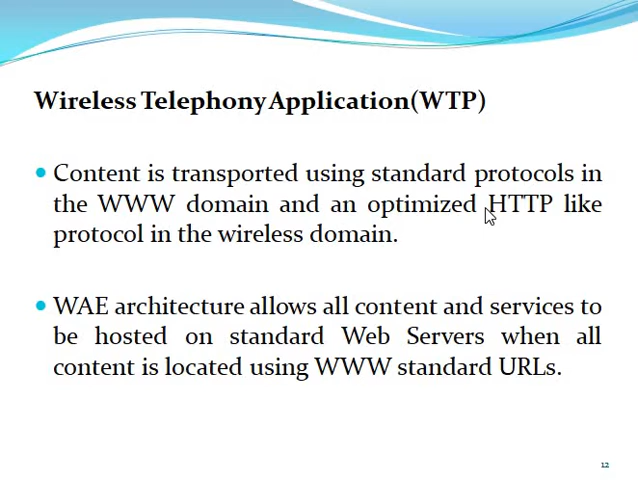 Wireless Telephony Application(WTP)
Content is transported using standard protocols in
the WWW domain and an optimized HTTP like
protocol in the wireless domain.
WAE architecture allows all content and services to
be hosted on standard Web Servers when all
content is located using WWW standard URLs.
12